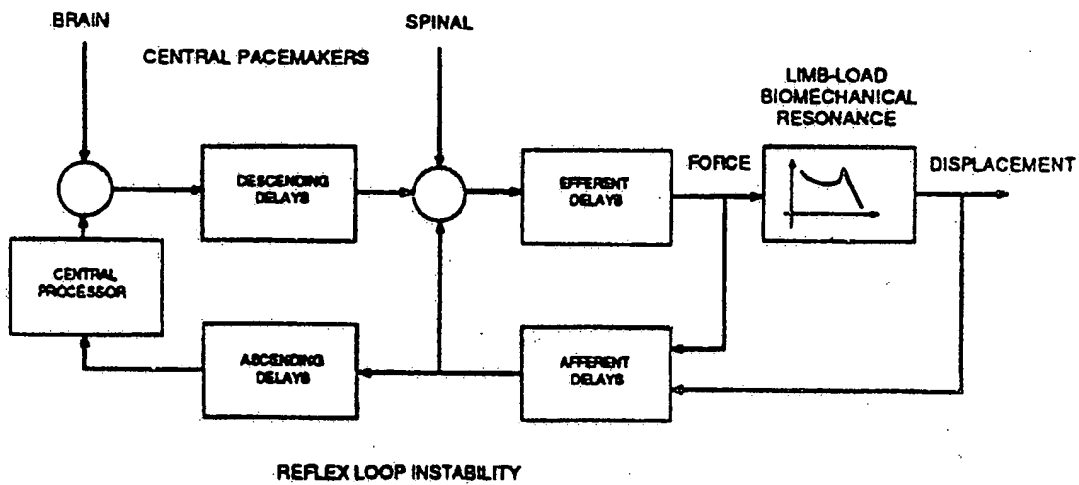 BRAIN
SPINAL
CENTRAL PACEMAKERS
LIMB-LOAD
BIOMECHANICAL
RESONANCE
DESCENDING
DELAYS
EFFERENT
DELAYS
FORCE
DISPLACEMENT
CENTRAL
PROCESSOR
ASCENDING
DELAYS
AFFERENT
DELAYS
REFLEX LOOP INSTABILITY